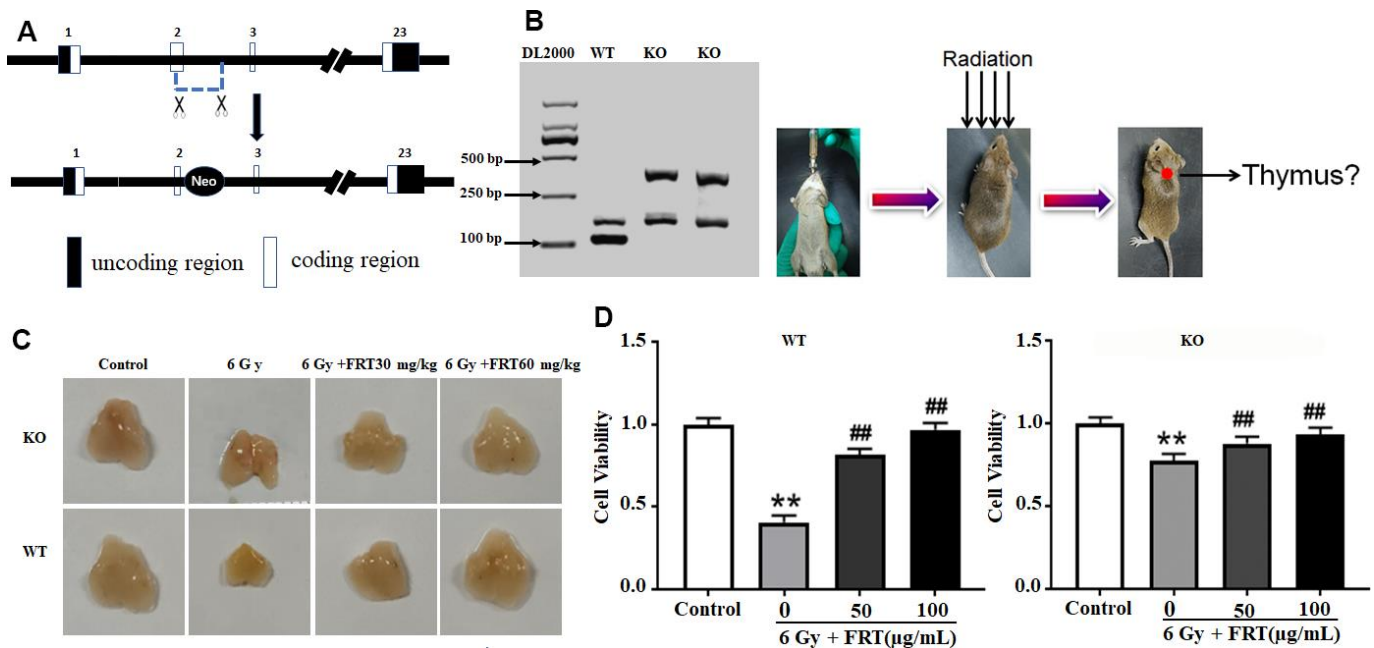 A
1 2 3 23
1 2 3 23
Neo
uncoding region coding region
B
DL2000 WT KO KO
500 bp
250 bp
100 bp
Radiation
Thymus?
C
Control 6 G y 6 Gy +FRT30 mg/kg 6 Gy +FRT60 mg/kg
KO
WT
D
WT
Cell Viability
1.5
1.0
0.5
0.0
**
##
##
Control 0 50 100
6 Gy + FRT(μg/mL)
KO
Cell Viability
1.5
1.0
0.5
0.0
**
##
##
Control 0 50 100
6 Gy + FRT(μg/mL)